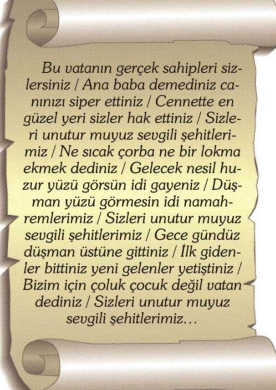 Bu vatanın gerçek sahipleri siz-
lersiniz / Ana baba demediniz ca-
nınızı siper ettiniz / Cennette en
güzel yeri sizler hak ettiniz / Sizle-
ri unutur muyuz sevgili şehitleri-
miz / Ne sıcak çorba ne bir lokma
ekmek dediniz / Gelecek nesil hu-
zur yüzü görsün idi gayeniz / Düş-
man yüzü görmesin idi namah-
remlerimiz / Sizleri unutur muyuz
sevgili şehitlerimiz / Gece gündüz
düşman üstüne gittiniz / İlk giden-
ler bittiniz yeni gelenler yetiştiniz /
Bizim için çoluk çocuk değil vatan
dediniz / Sizleri unutur muyuz
sevgili şehitlerimiz...